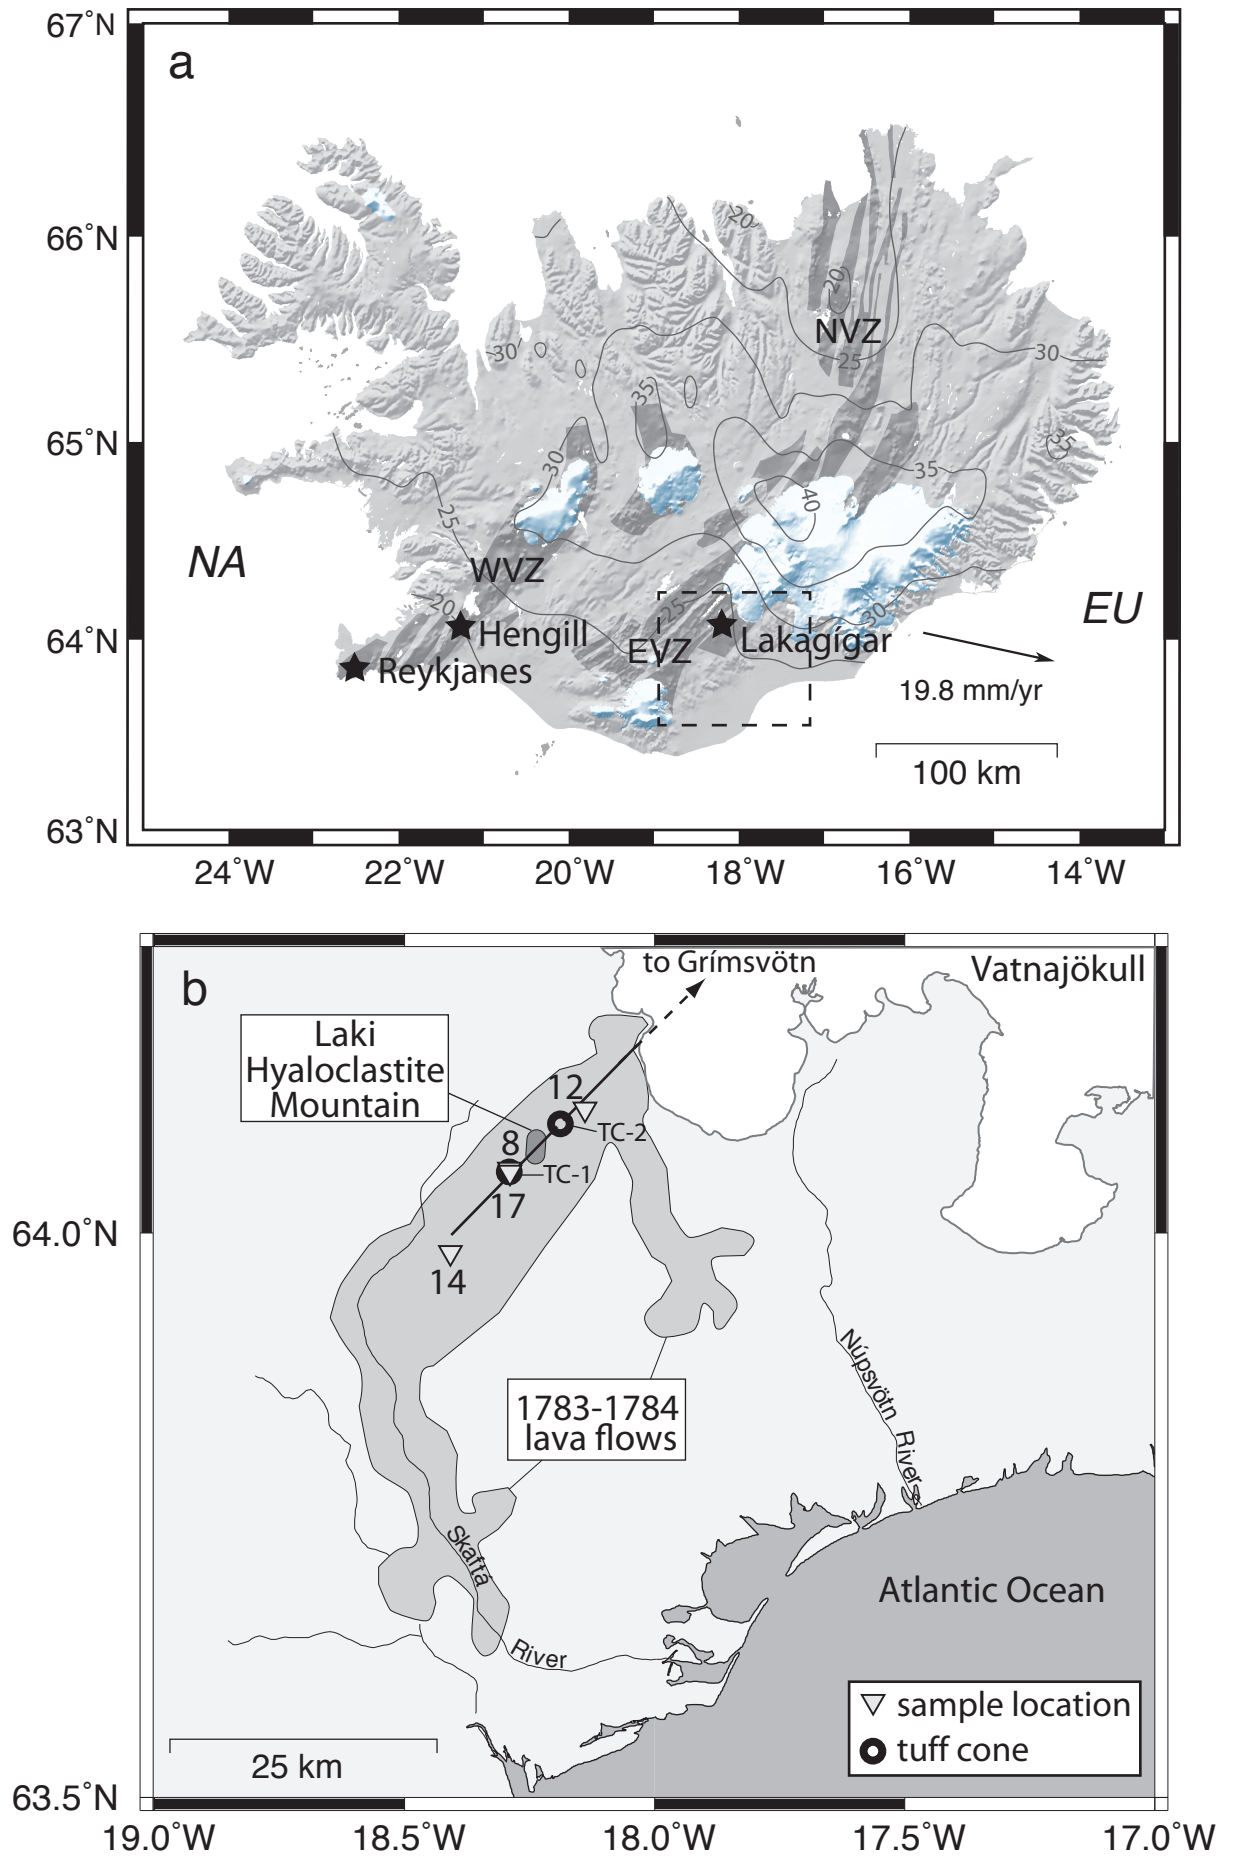 67˚N
a
66˚N
65˚N
64˚N
63˚N
20
20
NVZ
25
30
30
35
35
35
30
40
25
NA
WVZ
20
25
30
EU
Hengill
EVZ
Lakagígar
Reykjanes
19.8 mm/yr
100 km
24˚W
22˚W
20˚W
18˚W
16˚W
14˚W
b
to Grímsvötn
Vatnajökull
Laki
Hyaloclastite
Mountain
12
TC-2
8
TC-1
17
64.0˚N
14
Núpsvötn River
1783-1784
lava flows
Skaftá
River
Atlantic Ocean
sample location
tuff cone
25 km
63.5˚N
19.0˚W
18.5˚W
18.0˚W
17.5˚W
17.0˚W